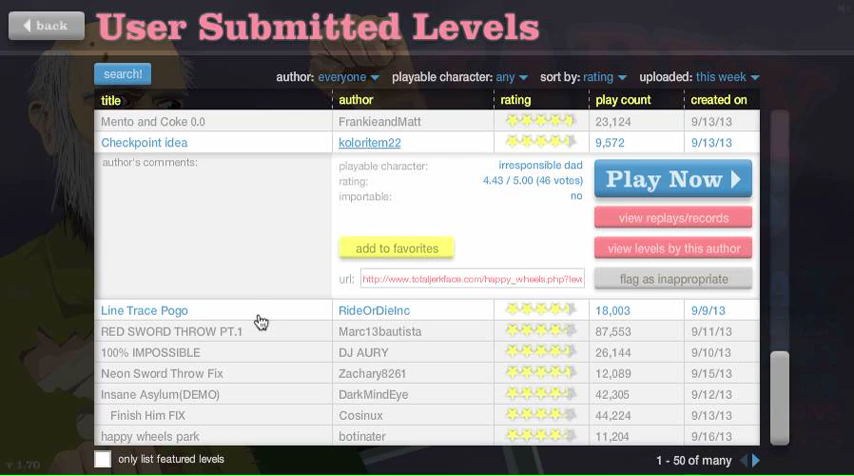 back
User Submitted Levels
search!
author: everyone playable character: any sort by: rating uploaded: this week
title author rating play count created on
Mento and Coke 0.0 FrankieandMatt 23,124 9/13/13
Checkpoint idea koloritem22 9,572 9/13/13
author's comments:
playable character: irresponsible dad
rating: 4.43 / 5.00 (46 votes)
importable: no
Play Now
view replays/records
add to favorites
view levels by this author
url: http://www.totaljerkface.com/happy_wheels.php?leve
flag as inappropriate
Line Trace Pogo RideOrDieInc 18,003 9/9/13
RED SWORD THROW PT.1 Marc13bautista 87,553 9/11/13
100% IMPOSSIBLE DJ AURY 26,144 9/10/13
Neon Sword Throw Fix Zachary8261 12,089 9/15/13
Insane Asylum(DEMO) DarkMindEye 42,305 9/12/13
Finish Him FIX Cosinux 44,224 9/13/13
happy wheels park botinater 11,204 9/16/13
only list featured levels
1 - 50 of many
v 1.70